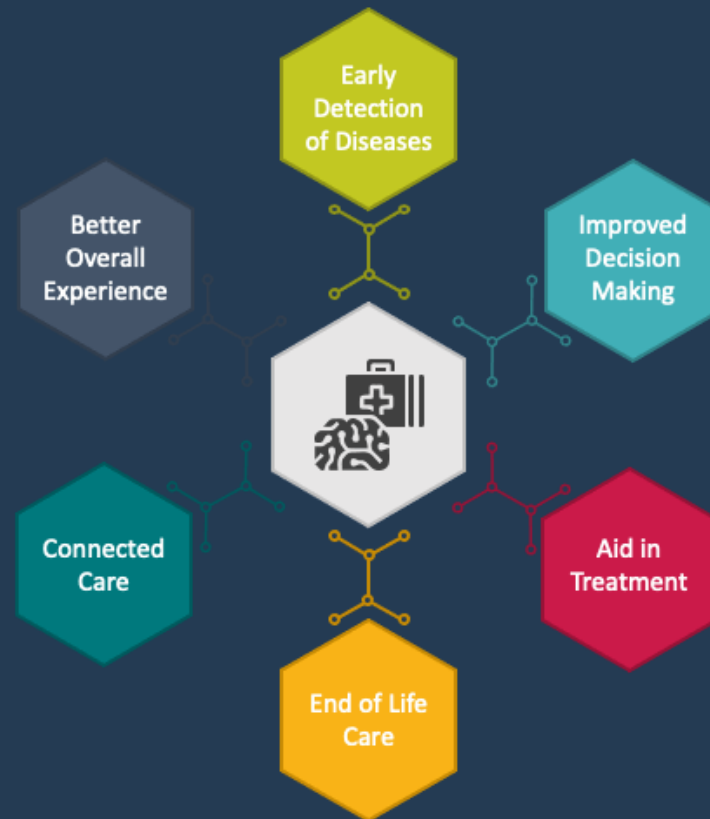 Early
Detection
of Diseases
Better
Overall
Experience
Improved
Decision
Making
Connected
Care
Aid in
Treatment
End of Life
Care